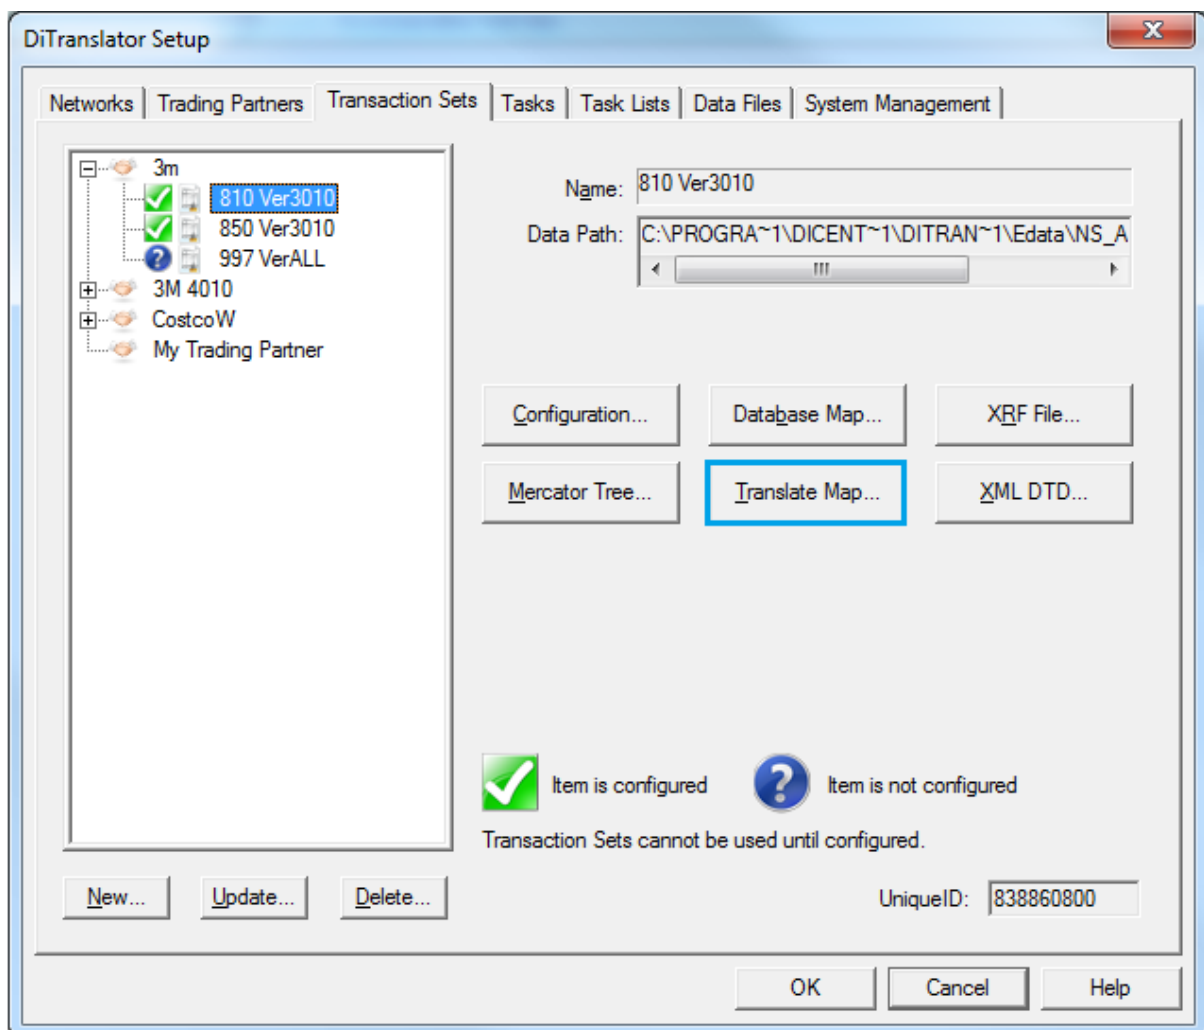 DiTranslator Setup
Networks Trading Partners Transaction Sets Tasks Task Lists Data Files System Management
3m
810 Ver3010
850 Ver3010
997 VerALL
3M 4010
CostcoW
My Trading Partner
Name: 810 Ver3010
Data Path: C:\PROGRA~1\DICENT~1\DITRAN~1\Edata\NS_A
Configuration... Database Map... XRF File...
Mercator Tree... Translate Map... XML DTD...
Item is configured Item is not configured
Transaction Sets cannot be used until configured.
New... Update... Delete...
UniqueID: 838860800
OK Cancel Help